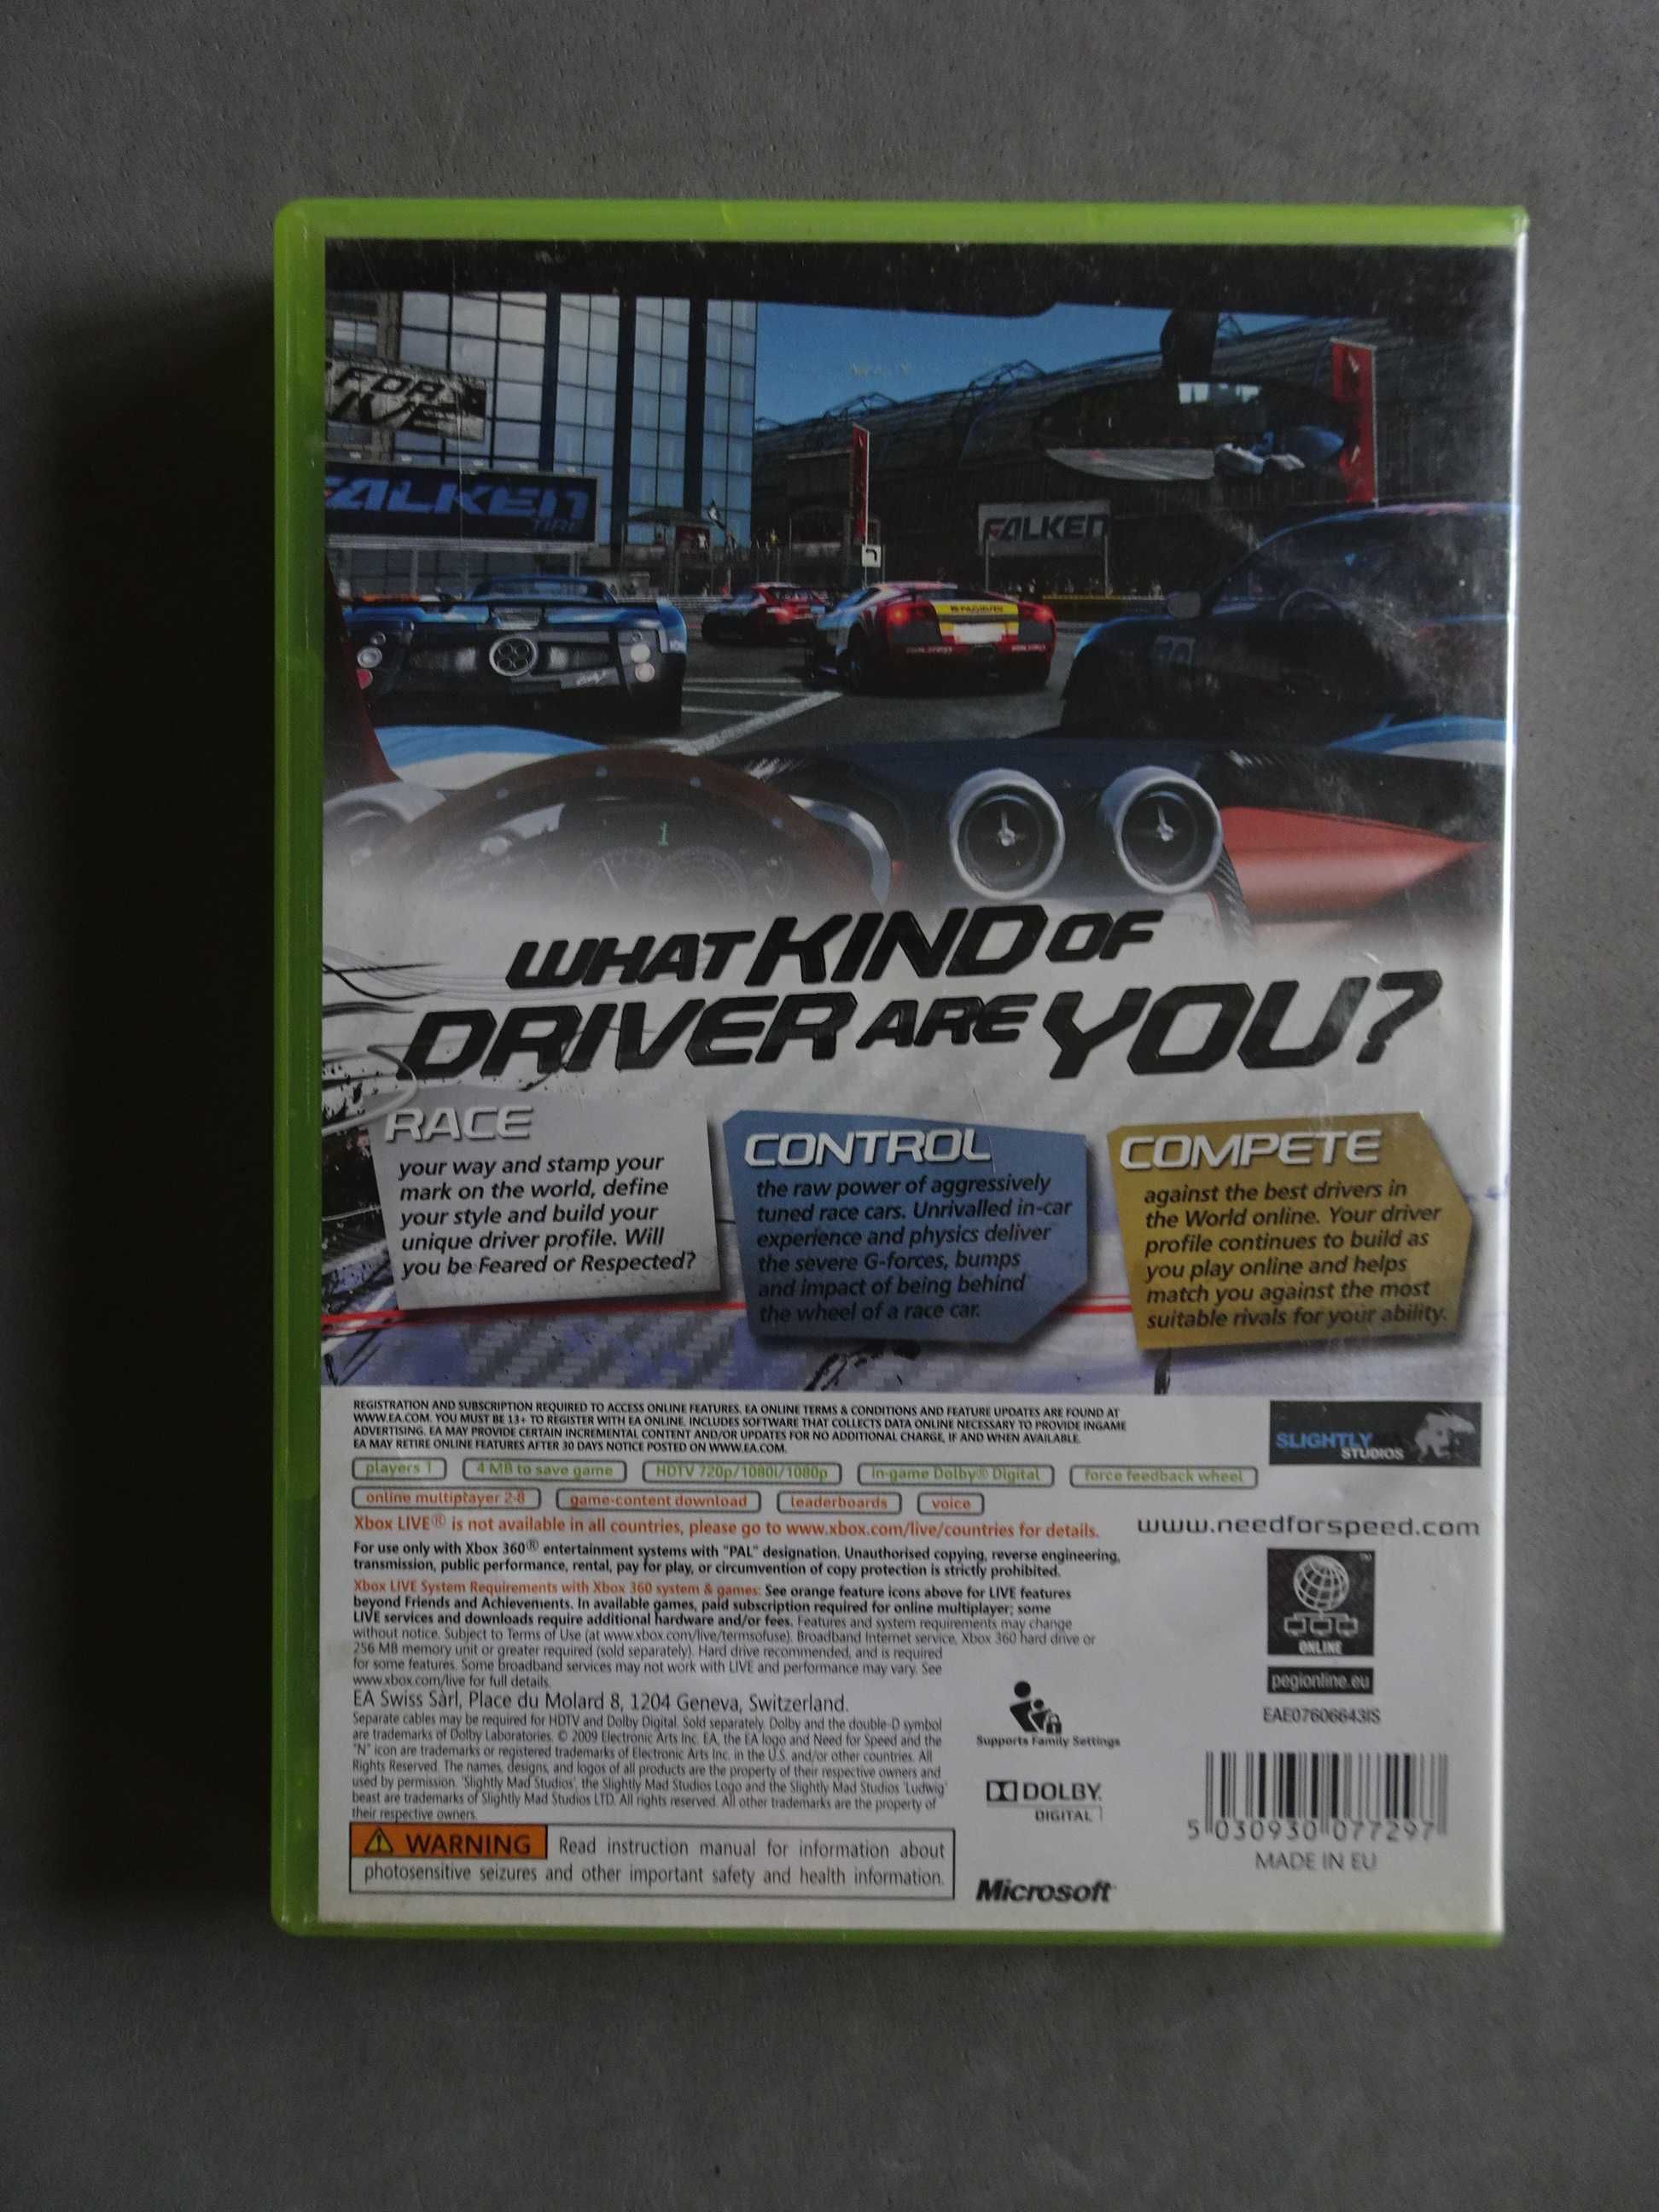 FOR
FALKEN
TIRE
FALKEN
1
WHAT KIND OF
DRIVER ARE YOU?
RACE
your way and stamp your
mark on the world, define
your style and build your
unique driver profile. Will
you be Feared or Respected?
CONTROL
the raw power of aggressively
tuned race cars. Unrivalled in-car
experience and physics deliver
the severe G-forces, bumps
and impact of being behind
the wheel of a race car.
COMPETE
against the best drivers in
the World online. Your driver
profile continues to build as
you play online and helps
match you against the most
suitable rivals for your ability.
REGISTRATION AND SUBSCRIPTION REQUIRED TO ACCESS ONLINE FEATURES. EA ONLINE TERMS & CONDITIONS AND FEATURE UPDATES ARE FOUND AT
WWW.EA.COM. YOU MUST BE 13+ TO REGISTER WITH EA ONLINE. INCLUDES SOFTWARE THAT COLLECTS DATA ONLINE NECESSARY TO PROVIDE INGAME
ADVERTISING. EA MAY PROVIDE CERTAIN INCREMENTAL CONTENT AND/OR UPDATES FOR NO ADDITIONAL CHARGE, IF AND WHEN AVAILABLE.
EA MAY RETIRE ONLINE FEATURES AFTER 30 DAYS NOTICE POSTED ON WWW.EA.COM.
SLIGHTLY
STUDIOS
players 1 4 MB to save game HDTV 720p/1080i/1080p in-game Dolby® Digital force feedback wheel
online multiplayer 2-8 game-content download leaderboards voice
Xbox LIVE® is not available in all countries, please go to www.xbox.com/live/countries for details.
www.needforspeed.com
For use only with Xbox 360® entertainment systems with "PAL" designation. Unauthorised copying, reverse engineering,
transmission, public performance, rental, pay for play, or circumvention of copy protection is strictly prohibited.
Xbox LIVE System Requirements with Xbox 360 system & games: See orange feature icons above for LIVE features
beyond Friends and Achievements. In available games, paid subscription required for online multiplayer; some
LIVE services and downloads require additional hardware and/or fees. Features and system requirements may change
without notice. Subject to Terms of Use (at www.xbox.com/live/termsofuse). Broadband Internet service, Xbox 360 hard drive or
256 MB memory unit or greater required (sold separately). Hard drive recommended, and is required
for some features. Some broadband services may not work with LIVE and performance may vary. See
www.xbox.com/live for full details.
EA Swiss Sàrl, Place du Molard 8, 1204 Geneva, Switzerland.
Separate cables may be required for HDTV and Dolby Digital. Sold separately. Dolby and the double-D symbol
are trademarks of Dolby Laboratories. © 2009 Electronic Arts Inc. EA, the EA logo and Need for Speed and the
"N" icon are trademarks or registered trademarks of Electronic Arts Inc. in the U.S. and/or other countries. All
Rights Reserved. The names, designs, and logos of all products are the property of their respective owners and
used by permission. 'Slightly Mad Studios', the Slightly Mad Studios Logo and the Slightly Mad Studios 'Ludwig'
beast are trademarks of Slightly Mad Studios LTD. All rights reserved. All other trademarks are the property of
their respective owners.
WARNING Read instruction manual for information about
photosensitive seizures and other important safety and health information.
Supports Family Settings
DOLBY
DIGITAL
Microsoft
ONLINE
TM
pegionline.eu
EAE07606643IS
5 030930 077297
MADE IN EU